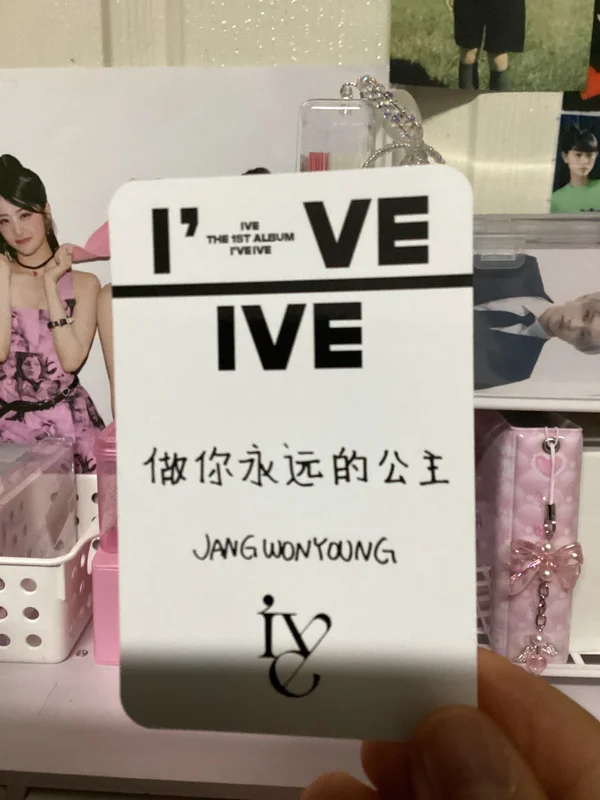 I' VE
IVE
THE 1ST ALBUM
I'VE IVE
IVE
做你永远的公主
JANG WONYOUNG
ive